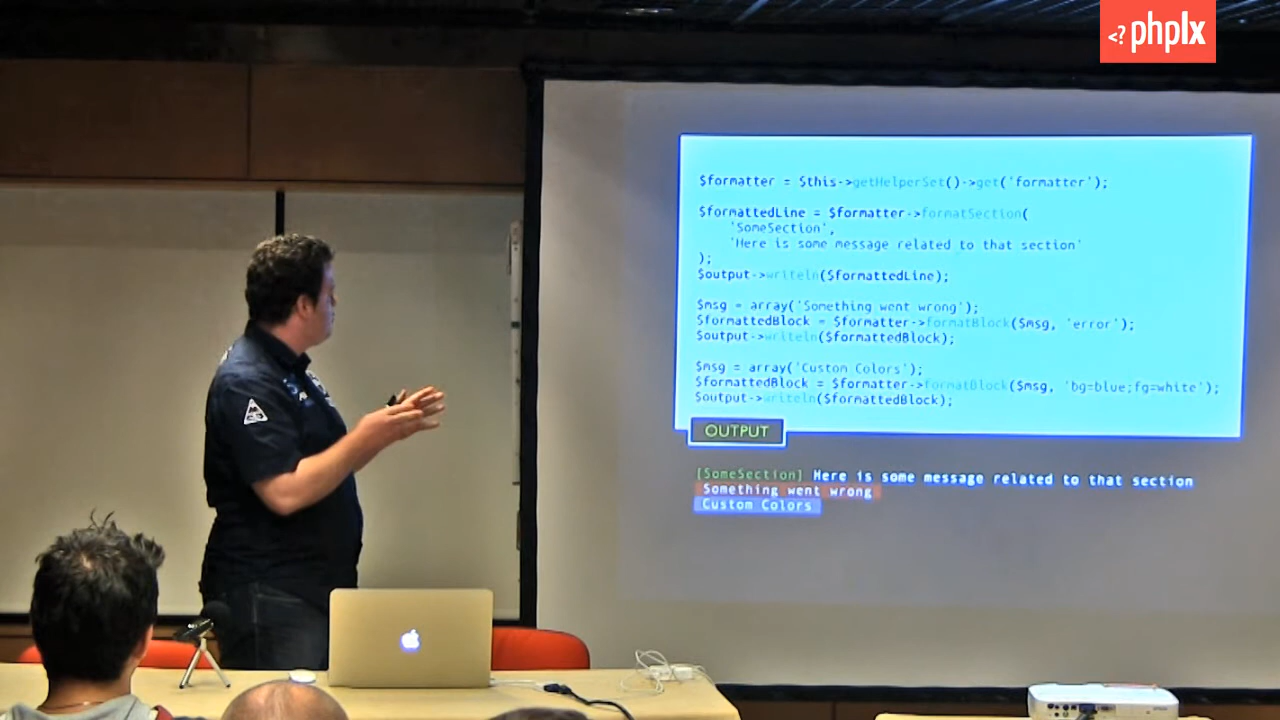 <? phplx
$formatter = $this->getHelperSet()->get('formatter');
$formattedLine = $formatter->formatSection(
'SomeSection',
'Here is some message related to that section'
);
$output->writeln($formattedLine);
$msg = array('Something went wrong');
$formattedBlock = $formatter->formatBlock($msg, 'error');
$output->writeln($formattedBlock);
$msg = array('Custom Colors');
$formattedBlock = $formatter->formatBlock($msg, 'bg=blue;fg=white');
$output->writeln($formattedBlock);
OUTPUT
[SomeSection] Here is some message related to that section
Something went wrong
Custom Colors